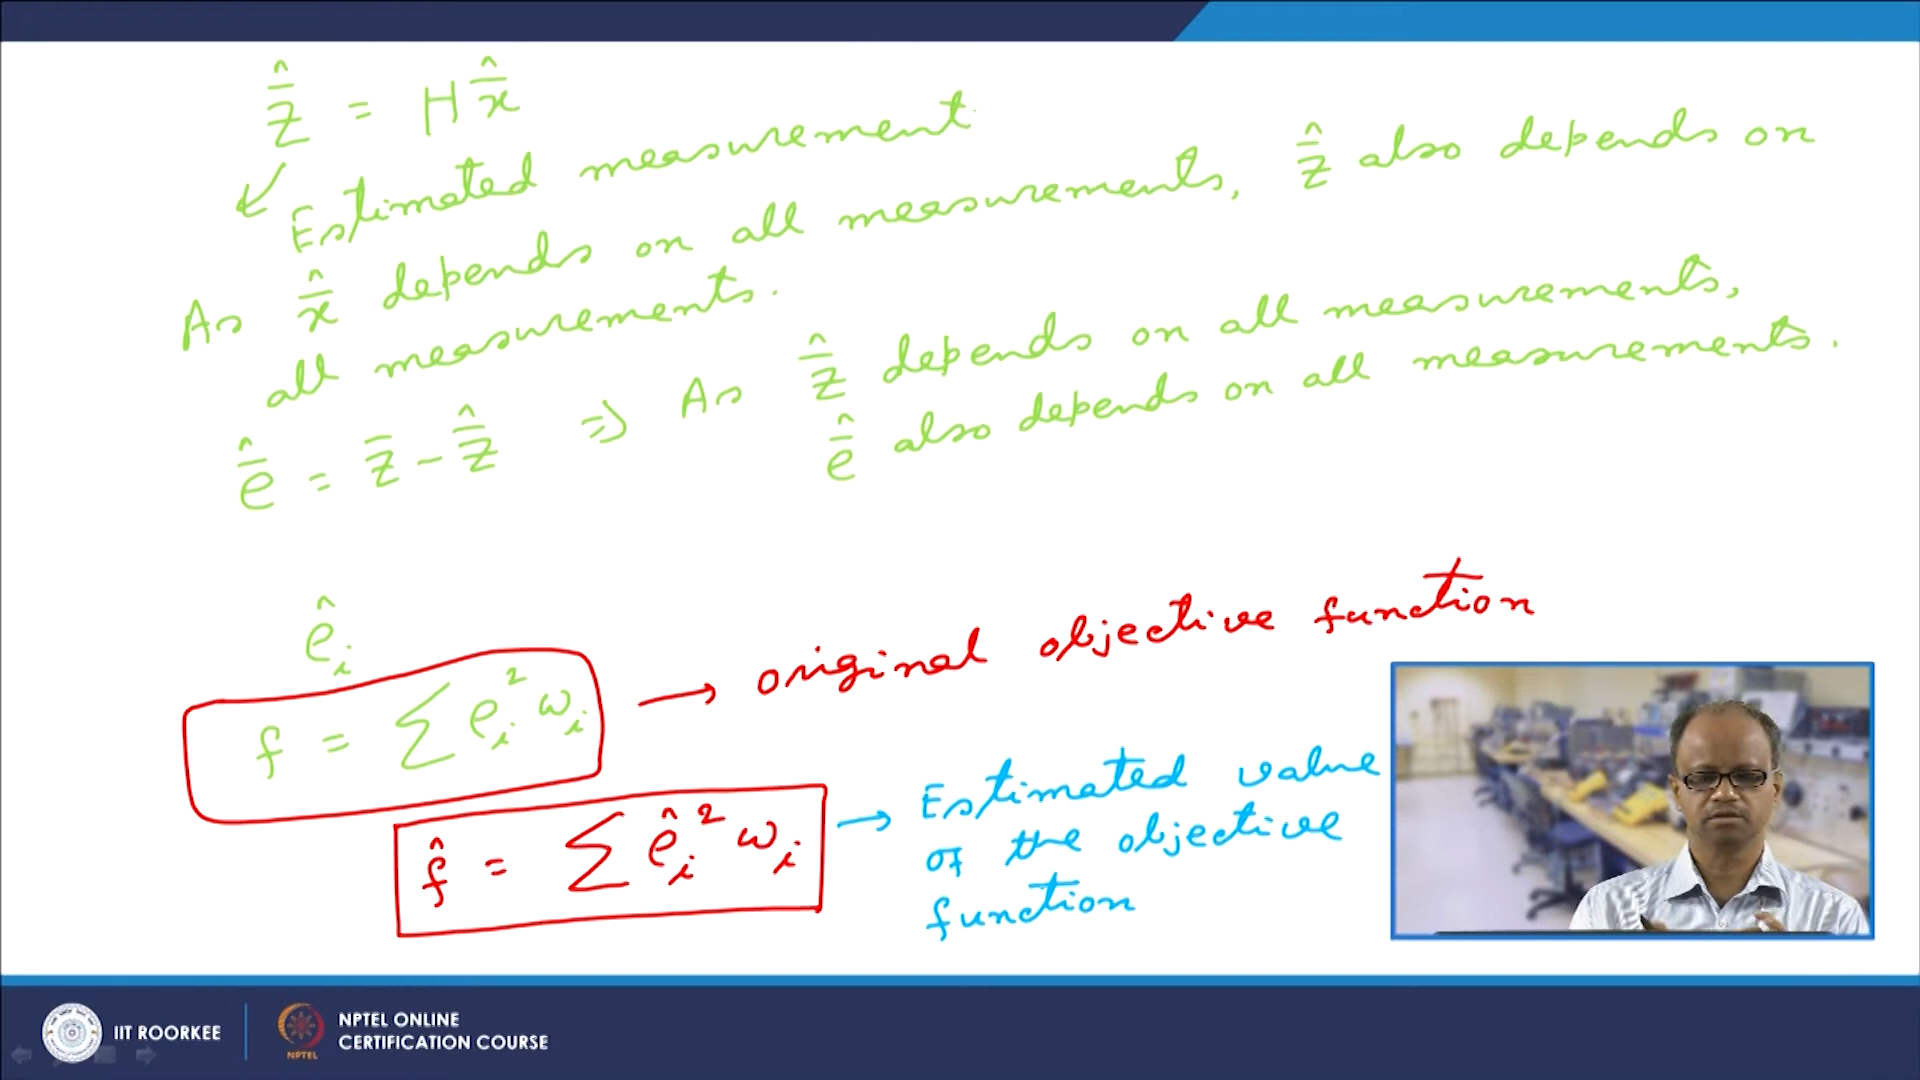 ẑ̄ = H x̂̄
↙ Estimated measurement.
As x̂̄ depends on all measurements, ẑ̄ also depends on
all measurements.
ê̄ = z̄ - ẑ̄ ⇒ As ẑ̄ depends on all measurements,
ê̄ also depends on all measurements.
êᵢ
f = ∑ eᵢ² ωᵢ → original objective function
f̂ = ∑ êᵢ² ωᵢ → Estimated value
of the objective
function
IIT ROORKEE
NPTEL
NPTEL ONLINE
CERTIFICATION COURSE